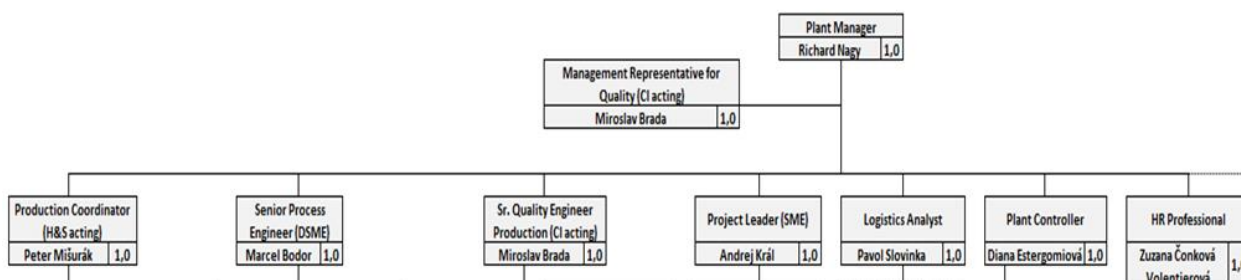 Plant Manager
Richard Nagy 1,0
Management Representative for
Quality (CI acting)
Miroslav Brada 1,0
Production Coordinator
(H&S acting)
Peter Mišurák 1,0
Senior Process
Engineer (DSME)
Marcel Bodor 1,0
Sr. Quality Engineer
Production (CI acting)
Miroslav Brada 1,0
Project Leader (SME)
Andrej Král 1,0
Logistics Analyst
Pavol Slovinka 1,0
Plant Controller
Diana Estergomiová 1,0
HR Professional
Zuzana Čonková 1,0
Volentierová